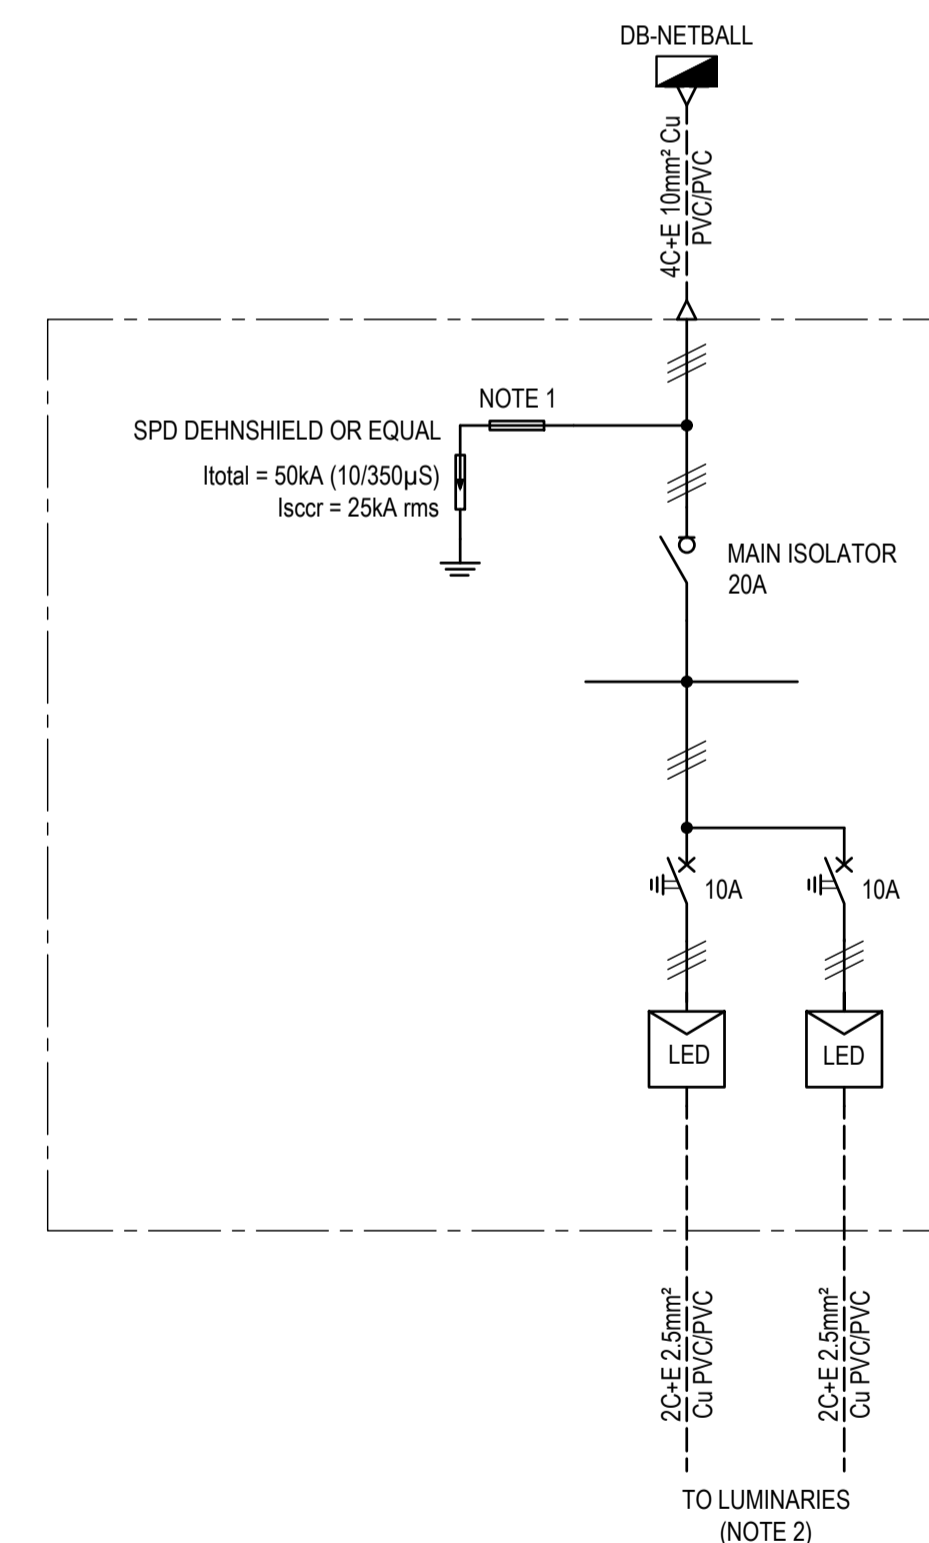 DB-NETBALL
4C+E 10mm² Cu
PVC/PVC
NOTE 1
SPD DEHNSHIELD OR EQUAL
Itotal = 50kA (10/350µS)
Isccr = 25kA rms
MAIN ISOLATOR
20A
10A
10A
LED
LED
2C+E 2.5mm²
Cu PVC/PVC
2C+E 2.5mm²
Cu PVC/PVC
TO LUMINARIES
(NOTE 2)